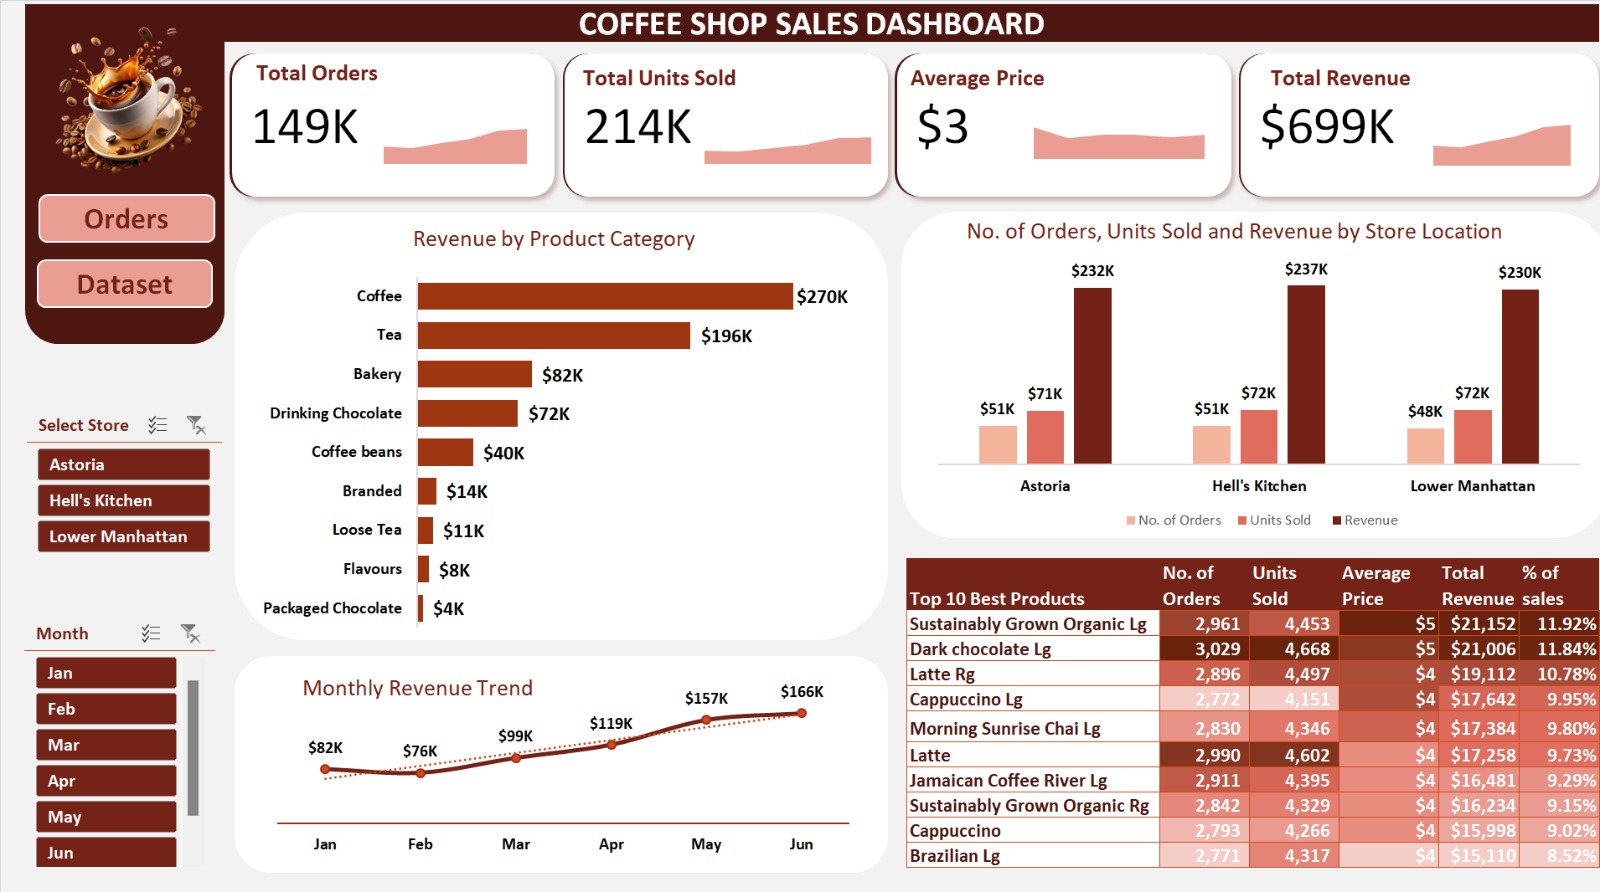 COFFEE SHOP SALES DASHBOARD
Orders
Dataset
Total Orders
149K
Total Units Sold
214K
Average Price
$3
Total Revenue
$699K
Select Store
Astoria
Hell's Kitchen
Lower Manhattan
Month
Jan
Feb
Mar
Apr
May
Jun
Revenue by Product Category
Coffee $270K
Tea $196K
Bakery $82K
Drinking Chocolate $72K
Coffee beans $40K
Branded $14K
Loose Tea $11K
Flavours $8K
Packaged Chocolate $4K
Monthly Revenue Trend
$82K $76K $99K $119K $157K $166K
Jan Feb Mar Apr May Jun
No. of Orders, Units Sold and Revenue by Store Location
$51K $71K $232K $51K $72K $237K $48K $72K $230K
Astoria Hell's Kitchen Lower Manhattan
No. of Orders Units Sold Revenue
Top 10 Best Products No. of Orders Units Sold Average Price Total Revenue % of sales
Sustainably Grown Organic Lg 2,961 4,453 $5 $21,152 11.92%
Dark chocolate Lg 3,029 4,668 $5 $21,006 11.84%
Latte Rg 2,896 4,497 $4 $19,112 10.78%
Cappuccino Lg 2,772 4,151 $4 $17,642 9.95%
Morning Sunrise Chai Lg 2,830 4,346 $4 $17,384 9.80%
Latte 2,990 4,602 $4 $17,258 9.73%
Jamaican Coffee River Lg 2,911 4,395 $4 $16,481 9.29%
Sustainably Grown Organic Rg 2,842 4,329 $4 $16,234 9.15%
Cappuccino 2,793 4,266 $4 $15,998 9.02%
Brazilian Lg 2,771 4,317 $4 $15,110 8.52%